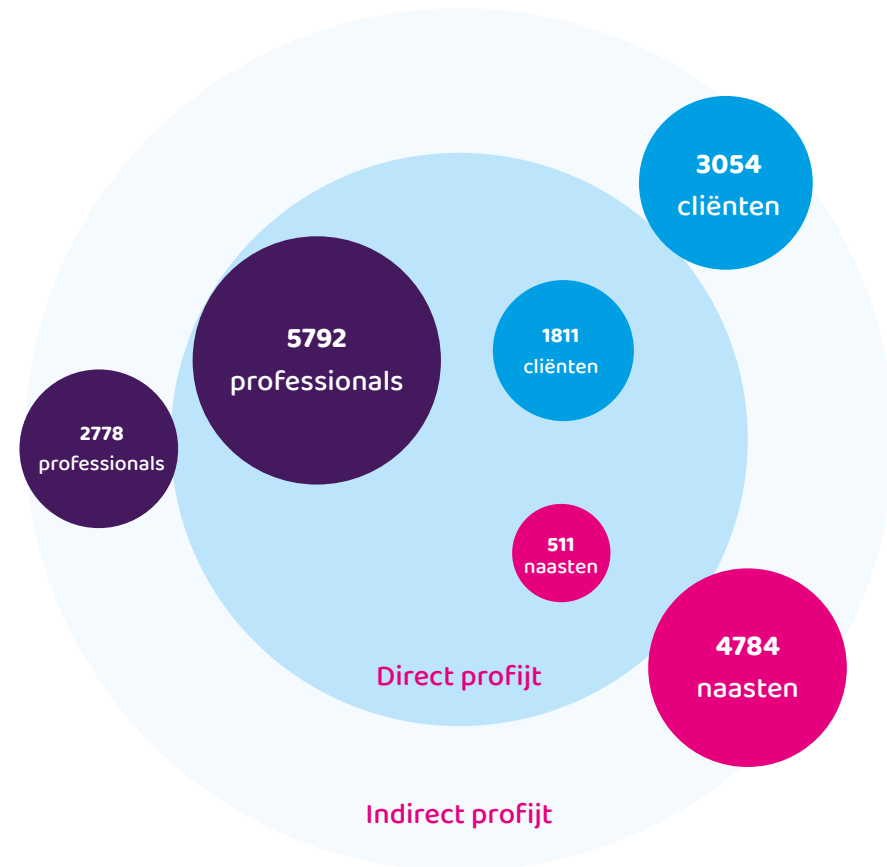 3054
cliënten
5792
professionals
1811
cliënten
2778
professionals
511
naasten
4784
naasten
Direct profijt
Indirect profijt